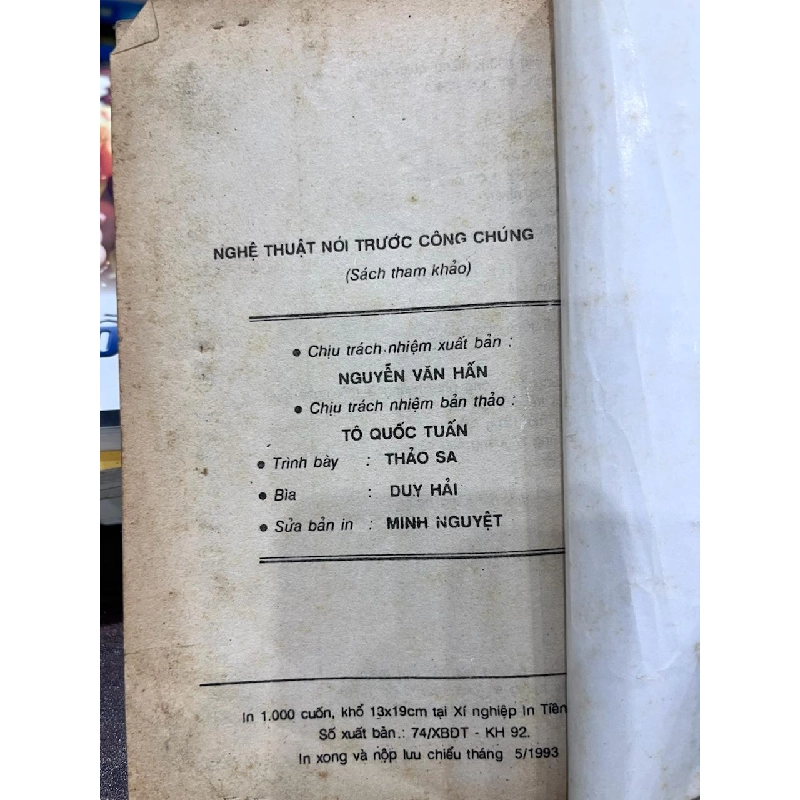 NGHỆ THUẬT NÓI TRƯỚC CÔNG CHÚNG
(Sách tham khảo)
● Chịu trách nhiệm xuất bản :
NGUYỄN VĂN HẤN
● Chịu trách nhiệm bản thảo :
TÔ QUỐC TUẤN
● Trình bày : THẢO SA
● Bìa : DUY HẢI
● Sửa bản in : MINH NGUYỆT
In 1.000 cuốn, khổ 13x19cm tại Xí nghiệp In Tiền
Số xuất bản.: 74/XBĐT - KH 92.
In xong và nộp lưu chiểu tháng 5/1993